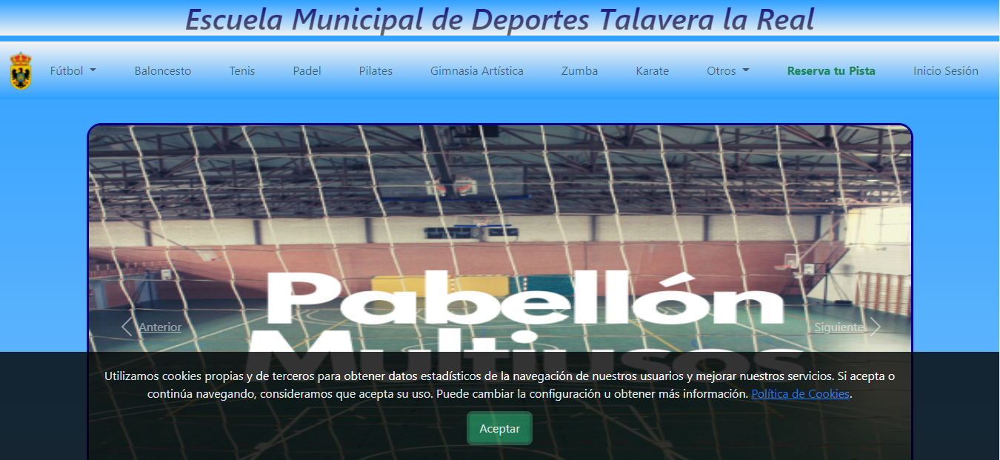 Escuela Municipal de Deportes Talavera la Real
Fútbol Baloncesto Tenis Padel Pilates Gimnasia Artística Zumba Karate Otros Reserva tu Pista Inicio Sesión
Pabellón
Anterior Siguiente
Multiusos
Utilizamos cookies propias y de terceros para obtener datos estadísticos de la navegación de nuestros usuarios y mejorar nuestros servicios. Si acepta o
continúa navegando, consideramos que acepta su uso. Puede cambiar la configuración u obtener más información. Política de Cookies.
Aceptar